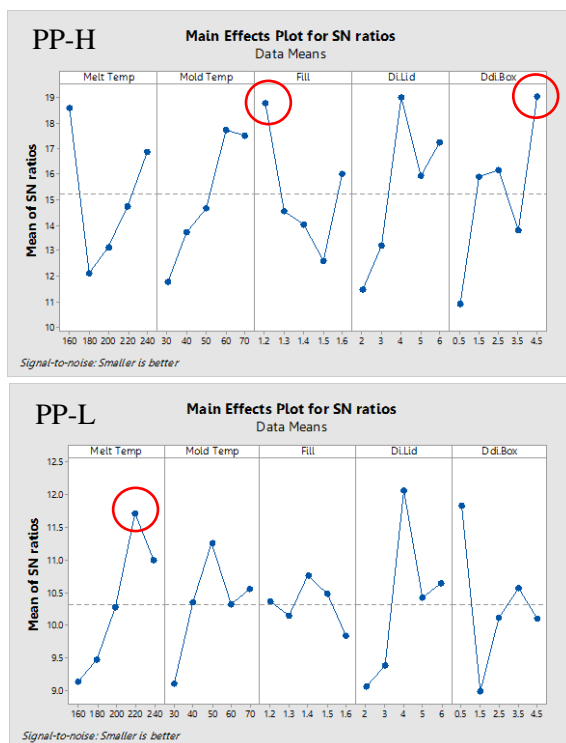 PP-H
Main Effects Plot for SN ratios
Data Means
Melt Temp Mold Temp Fill Di.Lid Ddi.Box
Mean of SN ratios
19
18
17
16
15
14
13
12
11
10
160 180 200 220 240 30 40 50 60 70 1.2 1.3 1.4 1.5 1.6 2 3 4 5 6 0.5 1.5 2.5 3.5 4.5
Signal-to-noise: Smaller is better
PP-L
Main Effects Plot for SN ratios
Data Means
Melt Temp Mold Temp Fill Di.Lid Ddi.Box
Mean of SN ratios
12.5
12.0
11.5
11.0
10.5
10.0
9.5
9.0
160 180 200 220 240 30 40 50 60 70 1.2 1.3 1.4 1.5 1.6 2 3 4 5 6 0.5 1.5 2.5 3.5 4.5
Signal-to-noise: Smaller is better